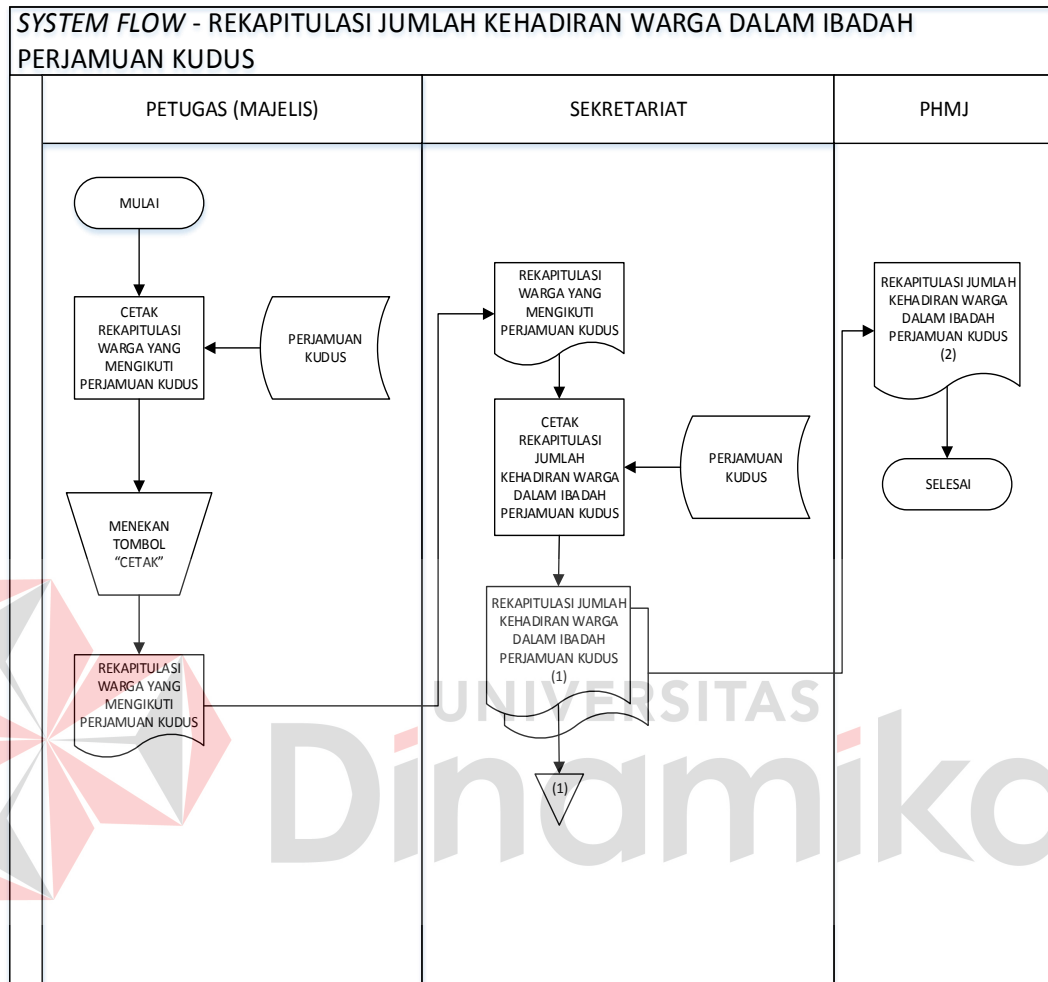 SYSTEM FLOW - REKAPITULASI JUMLAH KEHADIRAN WARGA DALAM IBADAH
PERJAMUAN KUDUS
PETUGAS (MAJELIS)
SEKRETARIAT
PHMJ
MULAI
CETAK
REKAPITULASI
WARGA YANG
MENGIKUTI
PERJAMUAN KUDUS
PERJAMUAN
KUDUS
MENEKAN
TOMBOL
“CETAK”
REKAPITULASI
WARGA YANG
MENGIKUTI
PERJAMUAN KUDUS
REKAPITULASI
WARGA YANG
MENGIKUTI
PERJAMUAN KUDUS
CETAK
REKAPITULASI
JUMLAH
KEHADIRAN WARGA
DALAM IBADAH
PERJAMUAN KUDUS
PERJAMUAN
KUDUS
REKAPITULASI JUMLAH
KEHADIRAN WARGA
DALAM IBADAH
PERJAMUAN KUDUS
(1)
(1)
REKAPITULASI JUMLAH
KEHADIRAN WARGA
DALAM IBADAH
PERJAMUAN KUDUS
(2)
SELESAI
UNIVERSITAS
Dinamika